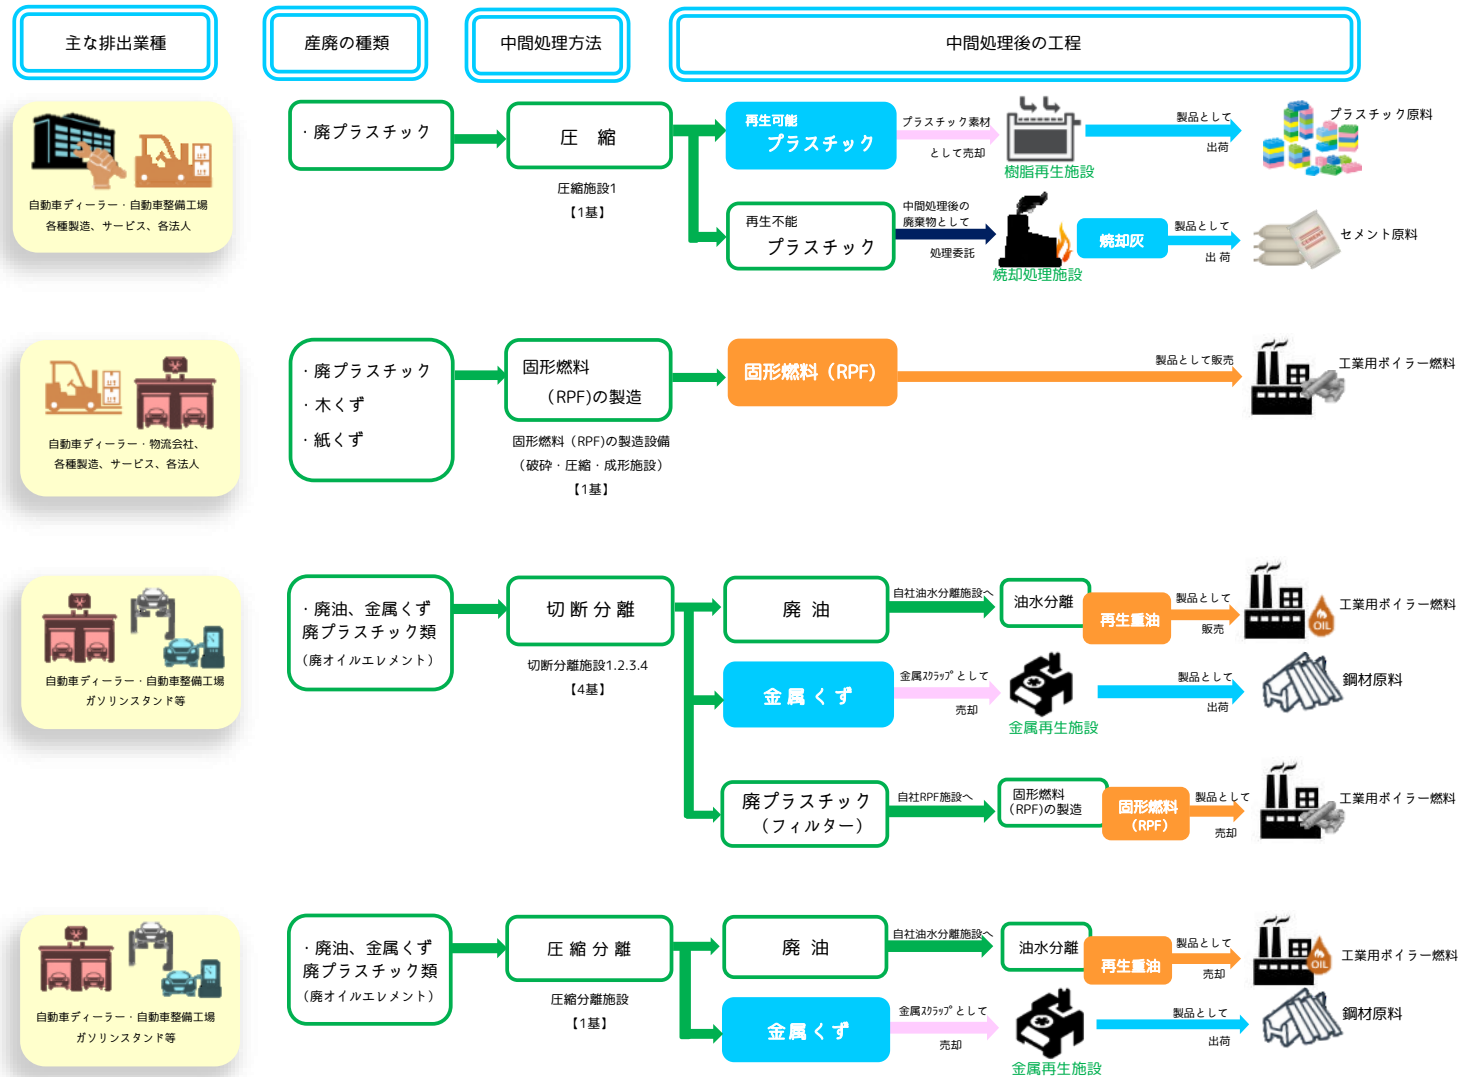 主な排出業種
産廃の種類
中間処理方法
中間処理後の工程
自動車ディーラー・自動車整備工場
各種製造、サービス、各法人
・廃プラスチック
圧 縮
圧縮施設1
【1基】
再生可能
プラスチック
プラスチック素材
として売却
樹脂再生施設
製品として
出荷
プラスチック原料
再生不能
プラスチック
中間処理後の
廃棄物として
処理委託
焼却処理施設
焼却灰
製品として
出 荷
CEMENT
セメント原料
自動車ディーラー・物流会社、
各種製造、サービス、各法人
・廃プラスチック
・木くず
・紙くず
固形燃料
(RPF)の製造
固形燃料（RPF)の製造設備
（破砕・圧縮・成形施設）
【1基】
固形燃料（RPF)
製品として販売
工業用ボイラー燃料
自動車ディーラー・自動車整備工場
ガソリンスタンド等
・廃油、金属くず
廃プラスチック類
（廃オイルエレメント）
切 断 分 離
切断分離施設1.2.3.4
【4基】
廃 油
自社油水分離施設へ
油水分離
再生重油
製品として
販売
OIL
工業用ボイラー燃料
金 属 く ず
金属ｽｸﾗｯﾌﾟとして
売却
金属再生施設
製品として
出荷
鋼材原料
廃プラスチック
（フィルター）
自社RPF施設へ
固形燃料
(RPF)の製造
固形燃料
（RPF）
製品として
売却
工業用ボイラー燃料
自動車ディーラー・自動車整備工場
ガソリンスタンド等
・廃油、金属くず
廃プラスチック類
（廃オイルエレメント）
圧 縮 分 離
圧縮分離施設
【1基】
廃 油
自社油水分離施設へ
油水分離
再生重油
製品として
売却
OIL
工業用ボイラー燃料
金 属 く ず
金属ｽｸﾗｯﾌﾟとして
売却
金属再生施設
製品として
出荷
鋼材原料